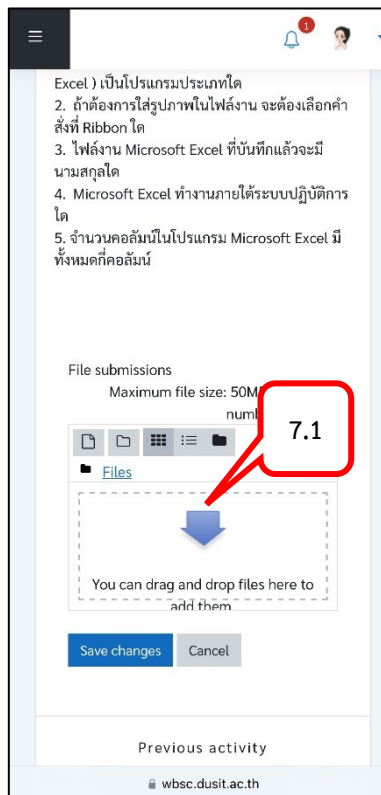 1
Excel ) เป็นโปรแกรมประเภทใด
2. ถ้าต้องการใส่รูปภาพในไฟล์งาน จะต้องเลือกคำ
สั่งที่ Ribbon ใด
3. ไฟล์งาน Microsoft Excel ที่บันทึกแล้วจะมี
นามสกุลใด
4. Microsoft Excel ทำงานภายใต้ระบบปฏิบัติการ
ใด
5. จำนวนคอลัมน์ในโปรแกรม Microsoft Excel มี
ทั้งหมดกี่คอลัมน์
File submissions
Maximum file size: 50M
numb
7.1
Files
You can drag and drop files here to
add them
Save changes Cancel
Previous activity
wbsc.dusit.ac.th